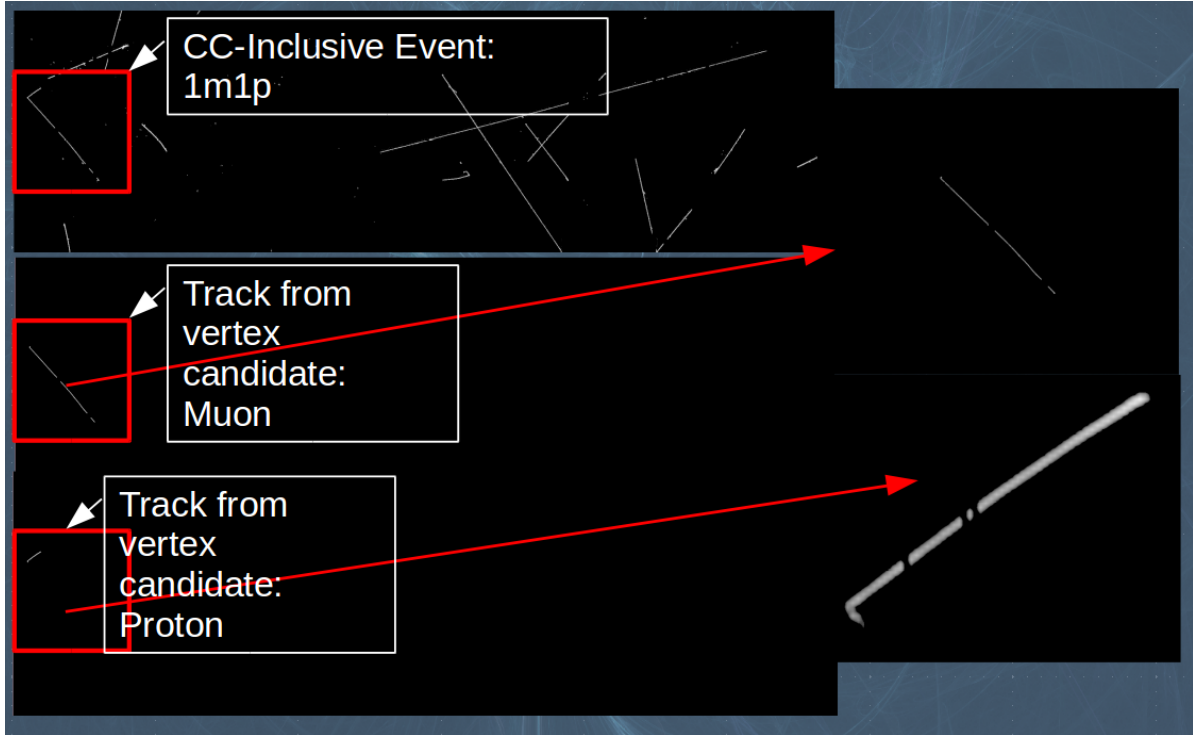 CC-Inclusive Event:
1m1p
Track from
vertex
candidate:
Muon
Track from
vertex
candidate:
Proton